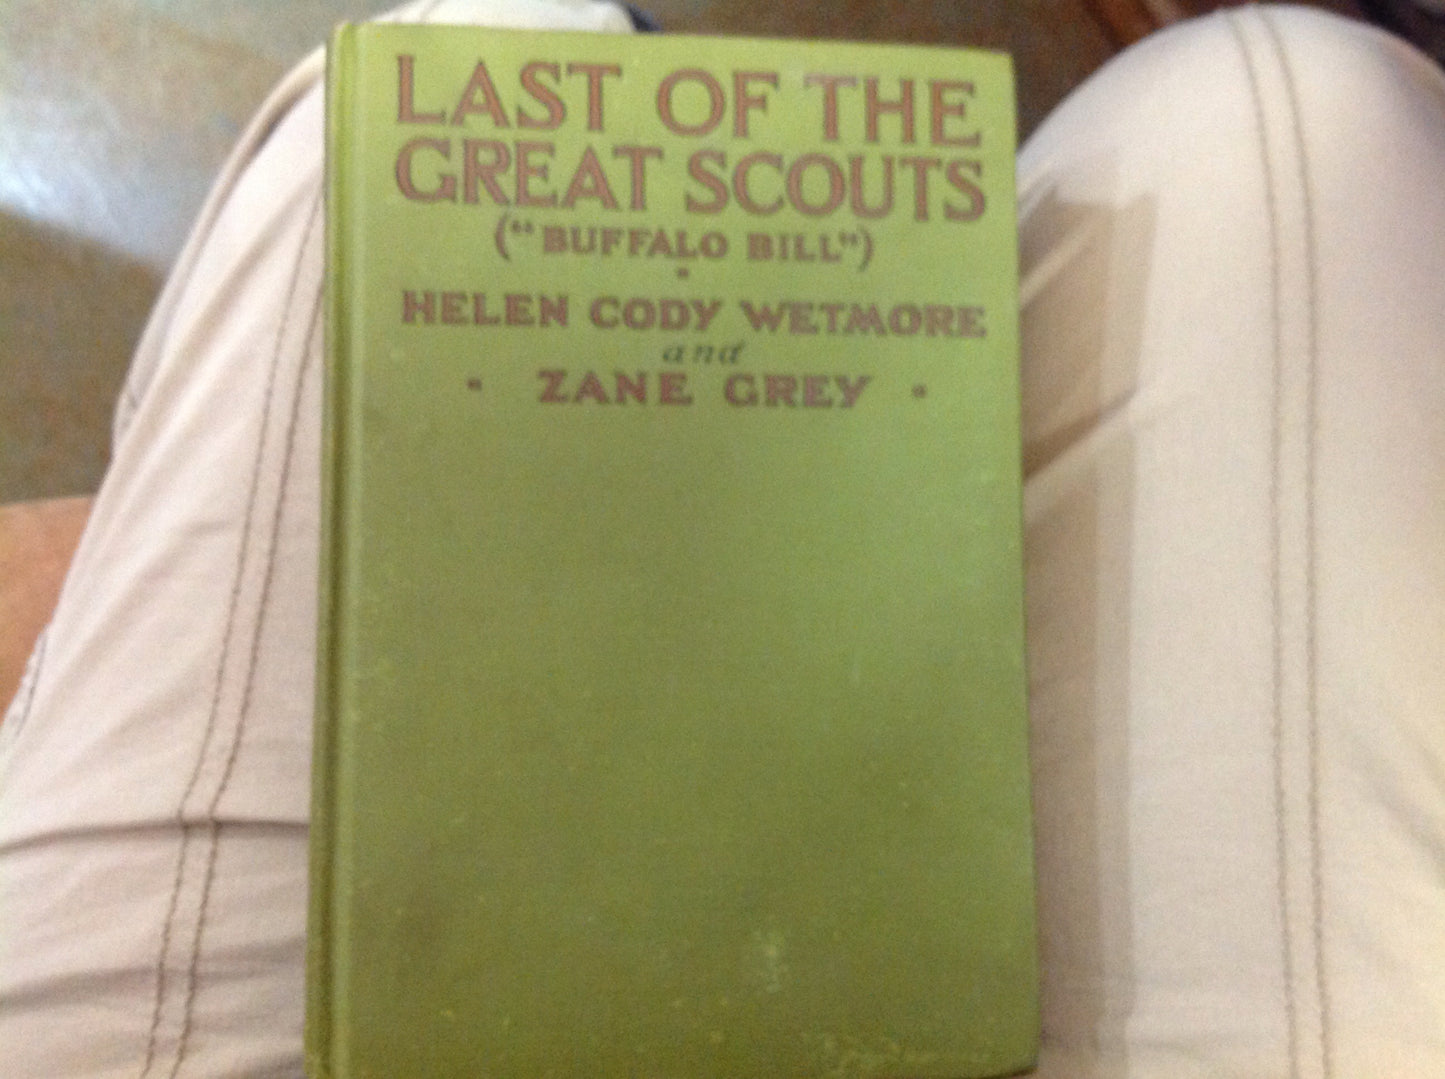 LAST OF THE
GREAT SCOUTS
("BUFFALO BILL")
HELEN CODY WETMORE
and
• ZANE GREY •